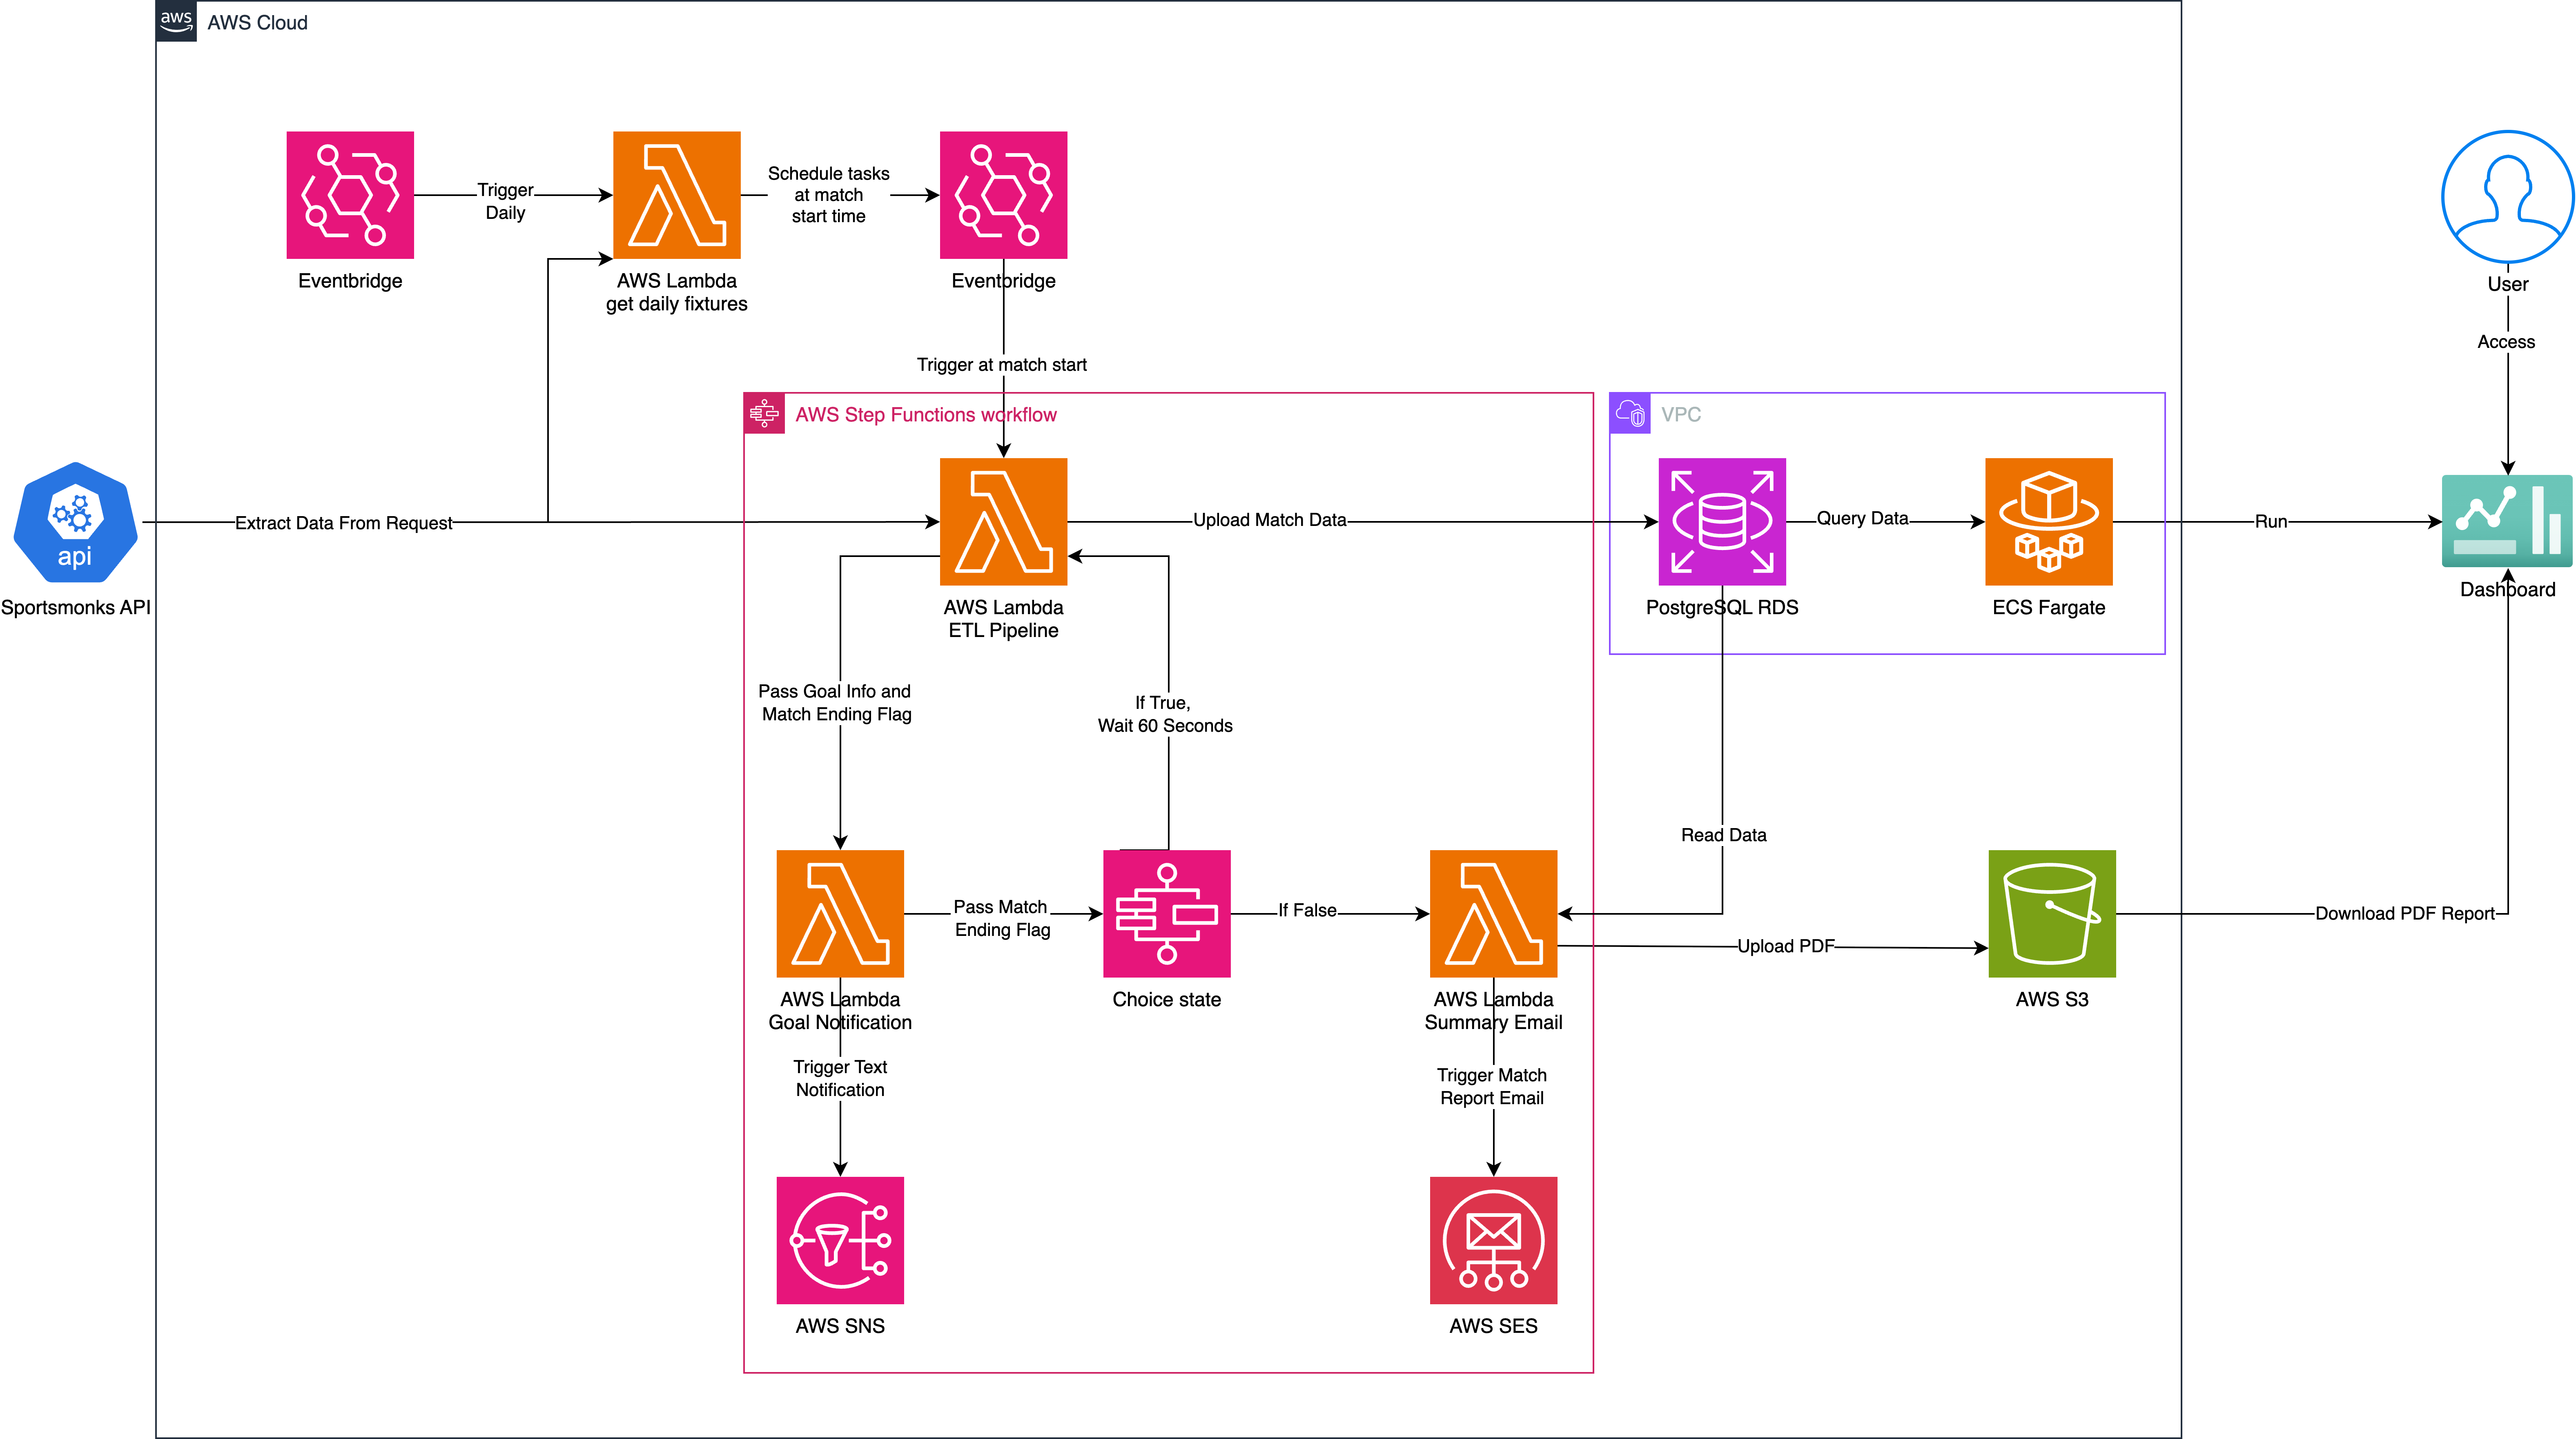 aws
AWS Cloud
Trigger
Daily
Schedule tasks
at match
start time
Eventbridge
AWS Lambda
get daily fixtures
Eventbridge
User
Access
Trigger at match start
AWS Step Functions workflow
VPC
api
Sportsmonks API
Extract Data From Request
Upload Match Data
Query Data
Run
AWS Lambda
ETL Pipeline
PostgreSQL RDS
ECS Fargate
Dashboard
Pass Goal Info and
Match Ending Flag
If True,
Wait 60 Seconds
Read Data
Pass Match
Ending Flag
If False
Upload PDF
Download PDF Report
AWS Lambda
Goal Notification
Choice state
AWS Lambda
Summary Email
AWS S3
Trigger Text
Notification
Trigger Match
Report Email
AWS SNS
AWS SES